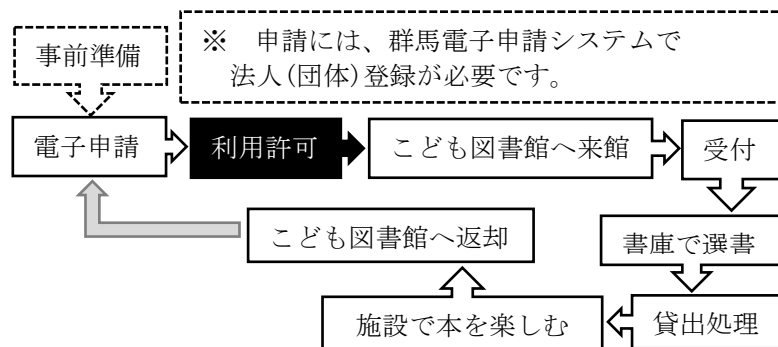 事前準備
※　申請には、群馬電子申請システムで
法人(団体)登録が必要です。
電子申請
利用許可
こども図書館へ来館
受付
書庫で選書
貸出処理
施設で本を楽しむ
こども図書館へ返却